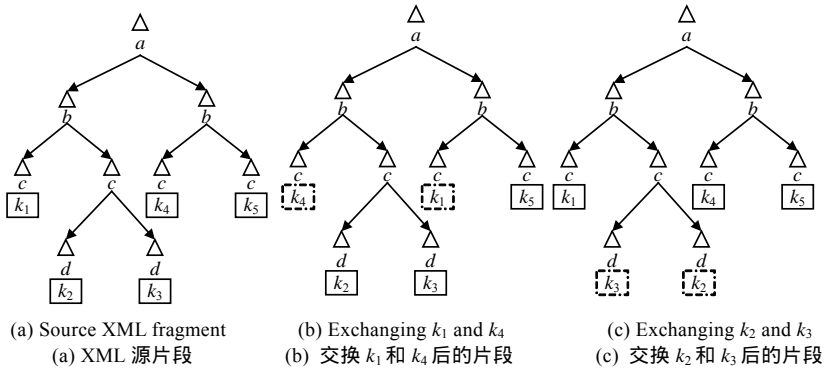 a a a
b b b b b b
c c c c c c c c c c c c
k1 k4 k5 k4 k1 k5 k1 k4 k5
d d d d d d
k2 k3 k2 k3 k3 k2
(a) Source XML fragment (b) Exchanging k1 and k4 (c) Exchanging k2 and k3
(a) XML 源片段 (b) 交换 k1 和 k4 后的片段 (c) 交换 k2 和 k3 后的片段